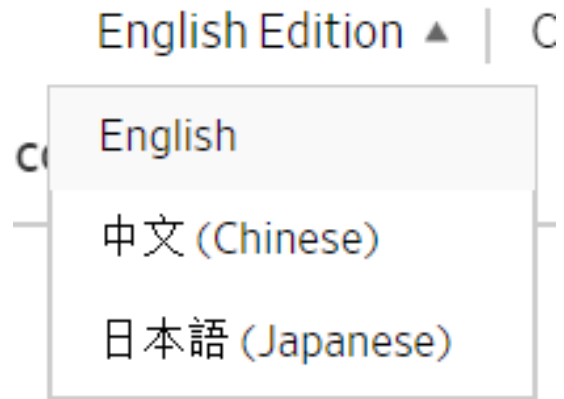 English Edition ▲
English
中文 (Chinese)
日本語 (Japanese)